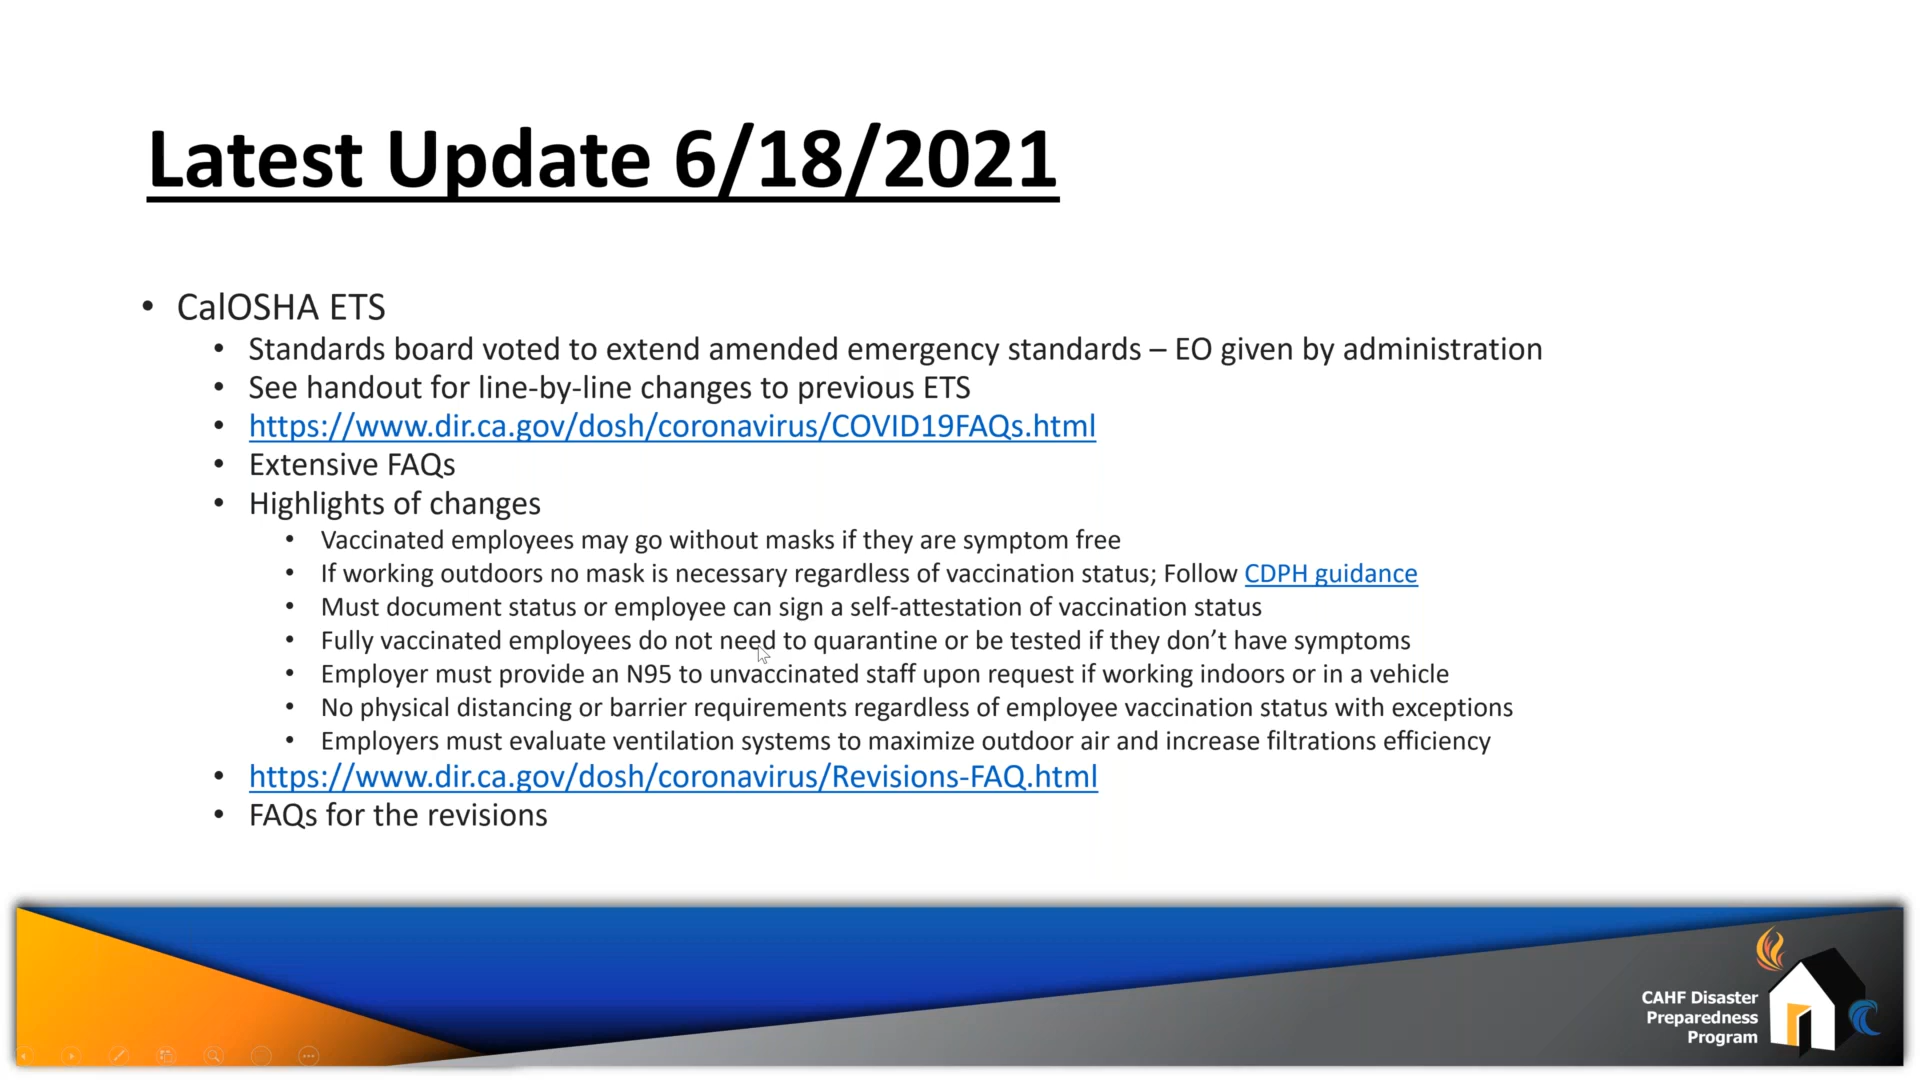 Latest Update 6/18/2021
• CalOSHA ETS
• Standards board voted to extend amended emergency standards – EO given by administration
• See handout for line-by-line changes to previous ETS
• https://www.dir.ca.gov/dosh/coronavirus/COVID19FAQs.html
• Extensive FAQs
• Highlights of changes
• Vaccinated employees may go without masks if they are symptom free
• If working outdoors no mask is necessary regardless of vaccination status; Follow CDPH guidance
• Must document status or employee can sign a self-attestation of vaccination status
• Fully vaccinated employees do not need to quarantine or be tested if they don’t have symptoms
• Employer must provide an N95 to unvaccinated staff upon request if working indoors or in a vehicle
• No physical distancing or barrier requirements regardless of employee vaccination status with exceptions
• Employers must evaluate ventilation systems to maximize outdoor air and increase filtrations efficiency
• https://www.dir.ca.gov/dosh/coronavirus/Revisions-FAQ.html
• FAQs for the revisions
CAHF Disaster
Preparedness
Program